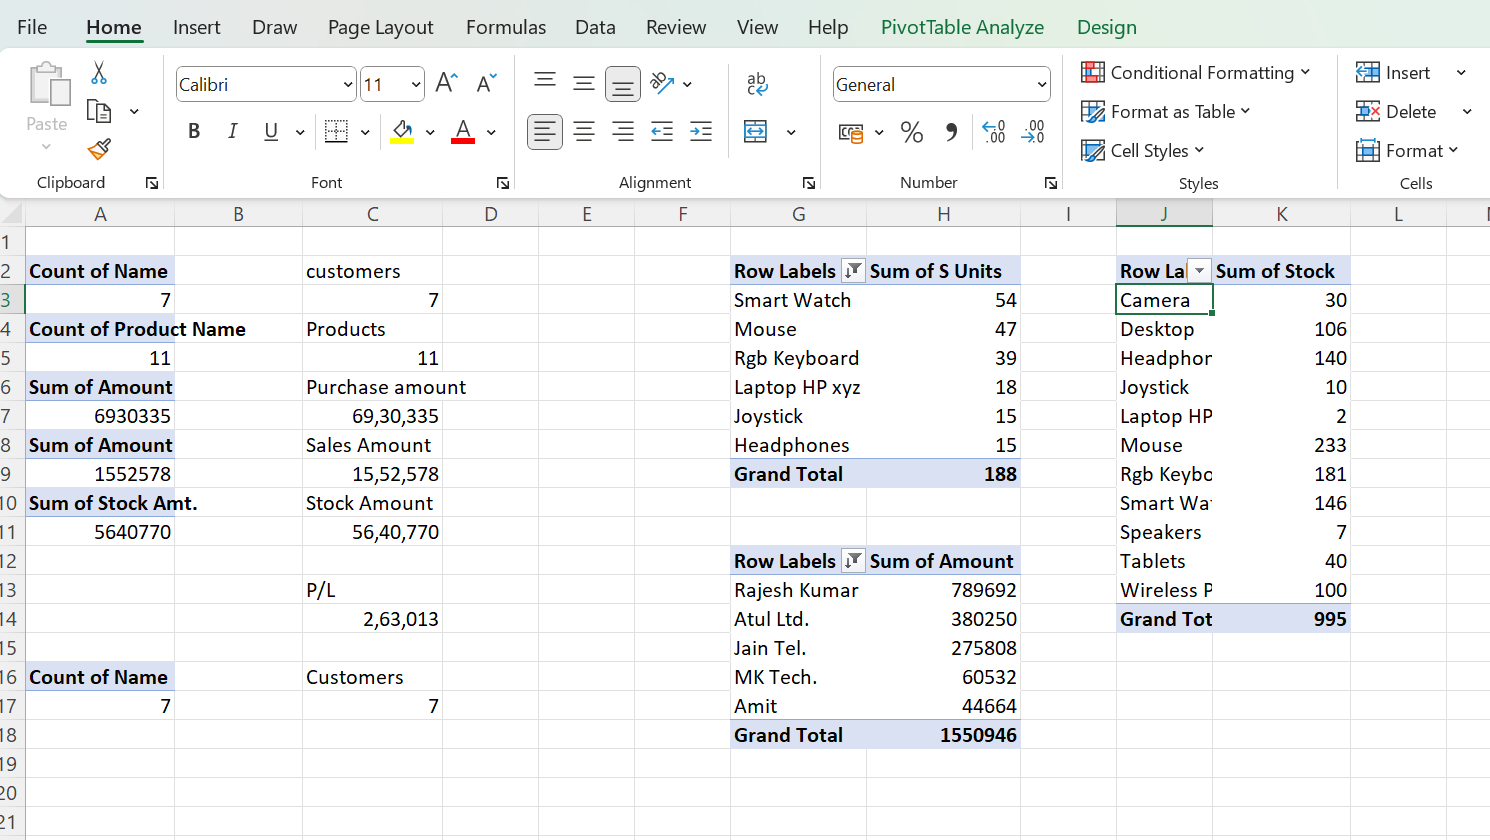 File Home Insert Draw Page Layout Formulas Data Review View Help PivotTable Analyze Design
Paste
Calibri 11
B I U A
ab
General
% .00 .00
Conditional Formatting
Format as Table
Cell Styles
Insert
Delete
Format
Clipboard Font Alignment Number Styles Cells
A B C D E F G H I J K L
1
2 Count of Name customers Row Labels Sum of S Units Row La Sum of Stock
3 7 7 Smart Watch 54 Camera 30
4 Count of Product Name Products Mouse 47 Desktop 106
5 11 11 Rgb Keyboard 39 Headphor 140
6 Sum of Amount Purchase amount Laptop HP xyz 18 Joystick 10
7 6930335 69,30,335 Joystick 15 Laptop HP 2
8 Sum of Amount Sales Amount Headphones 15 Mouse 233
9 1552578 15,52,578 Grand Total 188 Rgb Keybo 181
10 Sum of Stock Amt. Stock Amount Smart Wa 146
11 5640770 56,40,770 Speakers 7
12 Row Labels Sum of Amount Tablets 40
13 P/L Rajesh Kumar 789692 Wireless P 100
14 2,63,013 Atul Ltd. 380250 Grand Tot 995
15 Jain Tel. 275808
16 Count of Name Customers MK Tech. 60532
17 7 7 Amit 44664
18 Grand Total 1550946
19
20
21